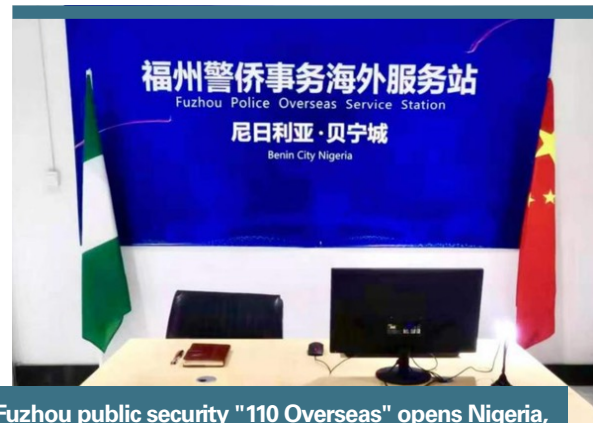 福州警侨事务海外服务站
Fuzhou Police Overseas Service Station
尼日利亚·贝宁城
Benin City Nigeria
Fuzhou public security "110 Overseas" opens Nigeria,